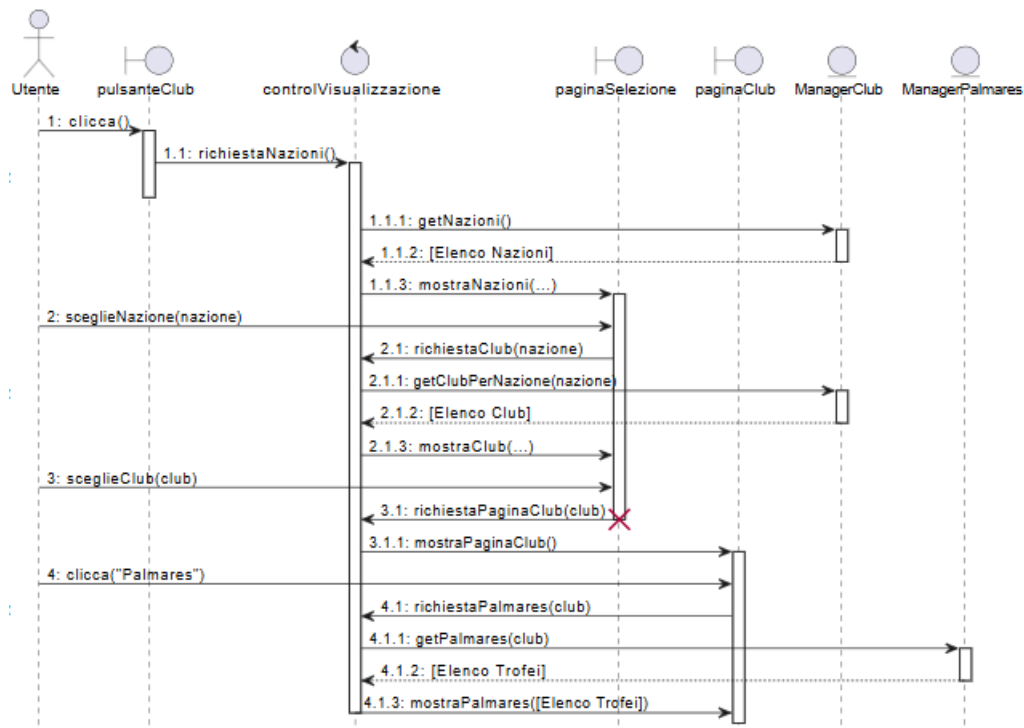 Utente
pulsanteClub
controlVisualizzazione
paginaSelezione
paginaClub
ManagerClub
ManagerPalmares
1: clicca()
1.1: richiestaNazioni()
1.1.1: getNazioni()
1.1.2: [Elenco Nazioni]
1.1.3: mostraNazioni(...)
2: sceglieNazione(nazione)
2.1: richiestaClub(nazione)
2.1.1: getClubPerNazione(nazione)
2.1.2: [Elenco Club]
2.1.3: mostraClub(...)
3: sceglieClub(club)
3.1: richiestaPaginaClub(club)
3.1.1: mostraPaginaClub()
4: clicca("Palmares")
4.1: richiestaPalmares(club)
4.1.1: getPalmares(club)
4.1.2: [Elenco Trofei]
4.1.3: mostraPalmares([Elenco Trofei])